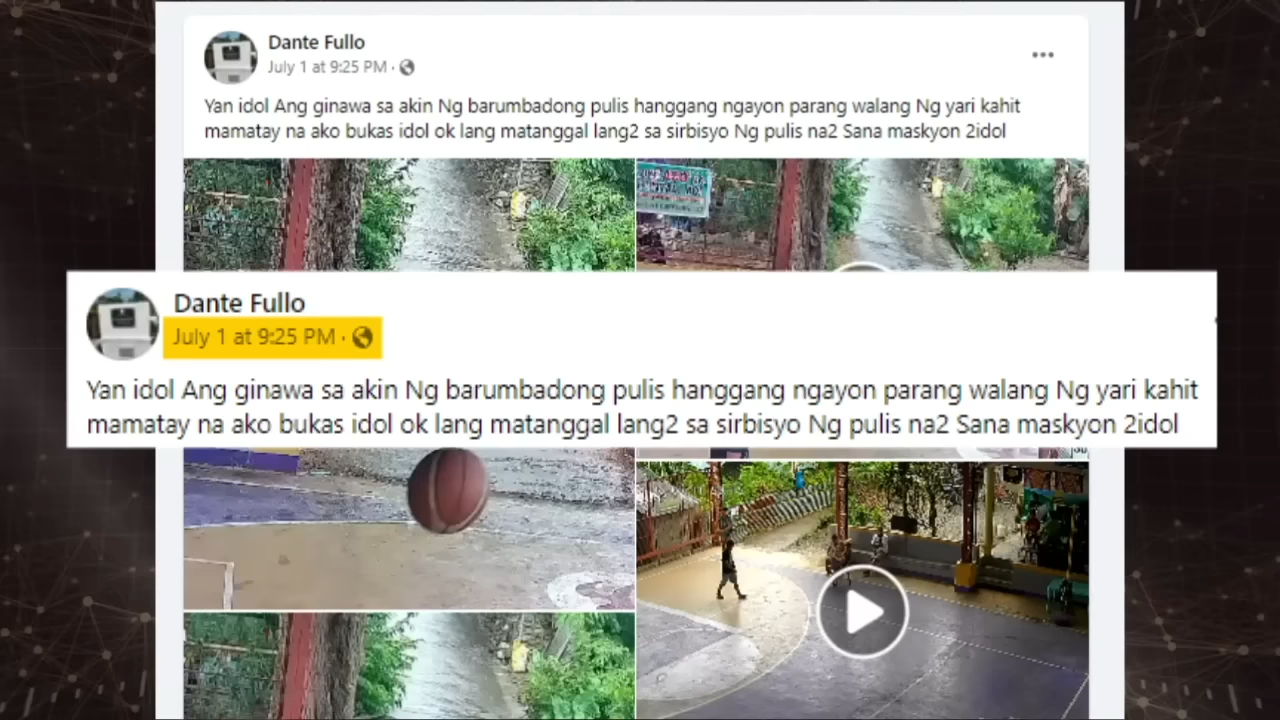 Dante Fullo
July 1 at 9:25 PM ·
Yan idol Ang ginawa sa akin Ng barumbadong pulis hanggang ngayon parang walang Ng yari kahit
mamatay na ako bukas idol ok lang matanggal lang2 sa sirbisyo Ng pulis na2 Sana maskyon 2idol
Dante Fullo
July 1 at 9:25 PM ·
Yan idol Ang ginawa sa akin Ng barumbadong pulis hanggang ngayon parang walang Ng yari kahit
mamatay na ako bukas idol ok lang matanggal lang2 sa sirbisyo Ng pulis na2 Sana maskyon 2idol